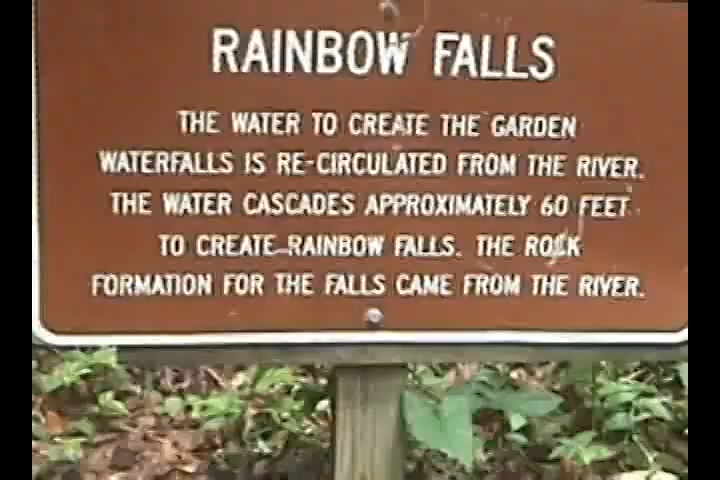 RAINBOW FALLS
THE WATER TO CREATE THE GARDEN
WATERFALLS IS RE-CIRCULATED FROM THE RIVER.
THE WATER CASCADES APPROXIMATELY 60 FEET
TO CREATE RAINBOW FALLS. THE ROCK
FORMATION FOR THE FALLS CAME FROM THE RIVER.